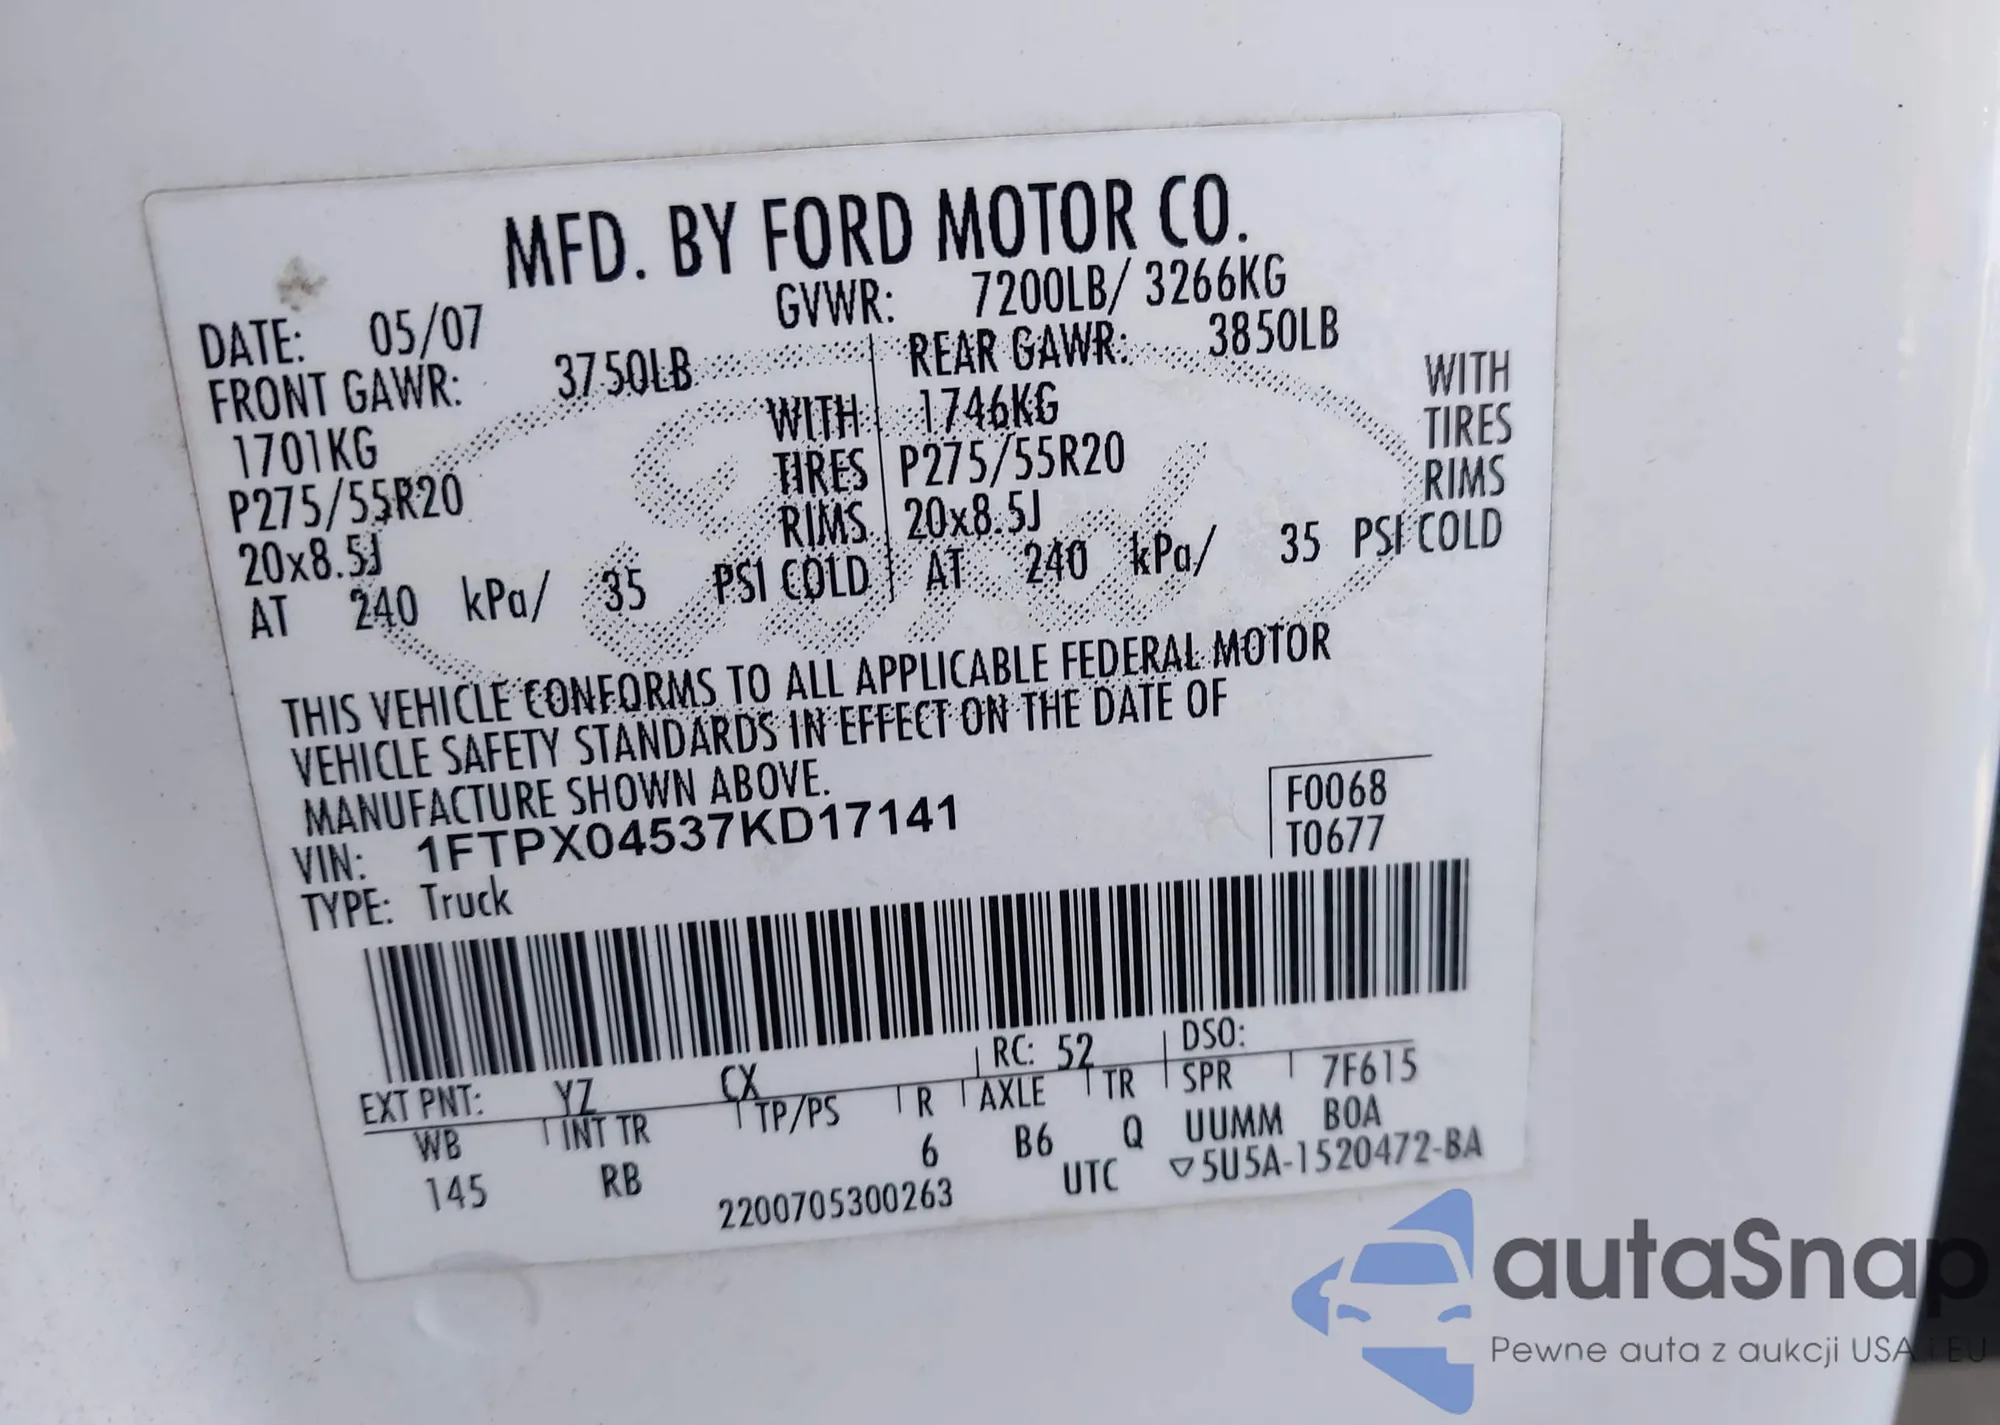 MFD. BY FORD MOTOR CO.
DATE: 05/07 GVWR: 7200LB/ 3266KG
FRONT GAWR: 3750LB REAR GAWR: 3850LB
1701KG WITH 1746KG WITH
P275/55R20 TIRES P275/55R20 TIRES
20x8.5J RIMS 20x8.5J RIMS
AT 240 kPa/ 35 PSI COLD AT 240 kPa/ 35 PSI COLD
THIS VEHICLE CONFORMS TO ALL APPLICABLE FEDERAL MOTOR
VEHICLE SAFETY STANDARDS IN EFFECT ON THE DATE OF
MANUFACTURE SHOWN ABOVE.
VIN: 1FTPX04537KD17141
F0068
T0677
TYPE: Truck
EXT PNT: YZ CX RC: 52 DSO:
WB INT TR TP/PS R AXLE TR SPR 7F615
145 RB 6 B6 Q UUMM B0A
2200705300263 UTC ▽5U5A-1520472-BA
autaSnap
Pewne auta z aukcji USA i EU